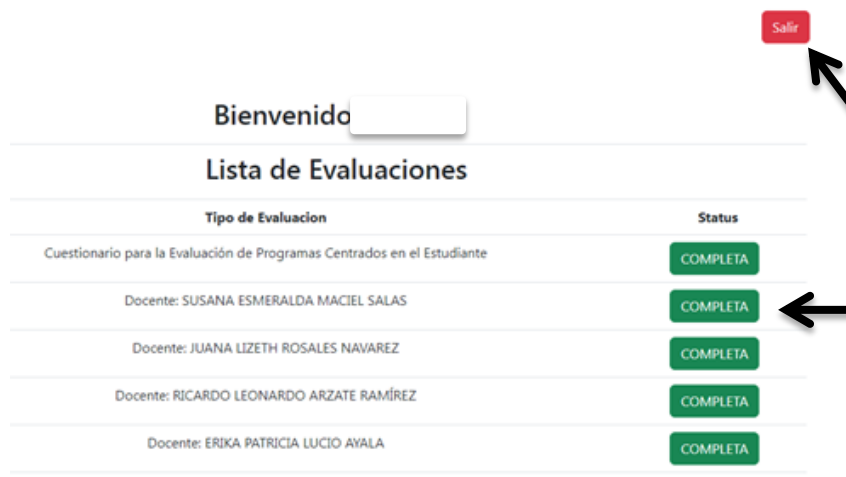 Salir
Bienvenido
Lista de Evaluaciones
Tipo de Evaluacion Status
Cuestionario para la Evaluación de Programas Centrados en el Estudiante COMPLETA
Docente: SUSANA ESMERALDA MACIEL SALAS COMPLETA
Docente: JUANA LIZETH ROSALES NAVAREZ COMPLETA
Docente: RICARDO LEONARDO ARZATE RAMÍREZ COMPLETA
Docente: ERIKA PATRICIA LUCIO AYALA COMPLETA